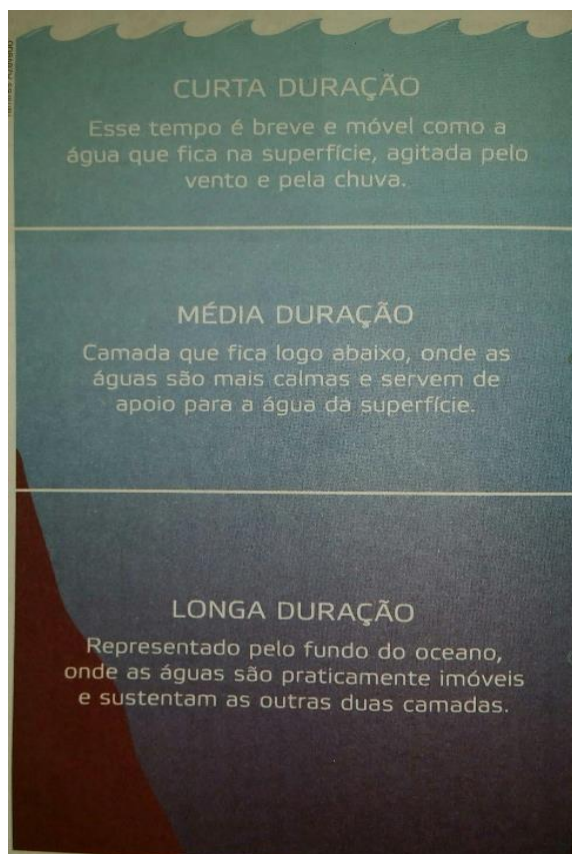 CURTA DURAÇÃO
Esse tempo é breve e móvel como a
água que fica na superfície, agitada pelo
vento e pela chuva.
MÉDIA DURAÇÃO
Camada que fica logo abaixo, onde as
águas são mais calmas e servem de
apoio para a água da superfície.
LONGA DURAÇÃO
Representado pelo fundo do oceano,
onde as águas são praticamente imóveis
e sustentam as outras duas camadas.